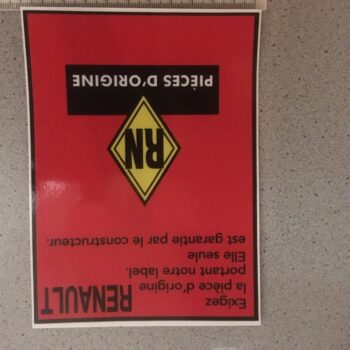 RENAULT
Exigez
la pièce d'origine
portant notre label.
Elle seule
est garantie par le constructeur.
RN
PIÈCES D'ORIGINE